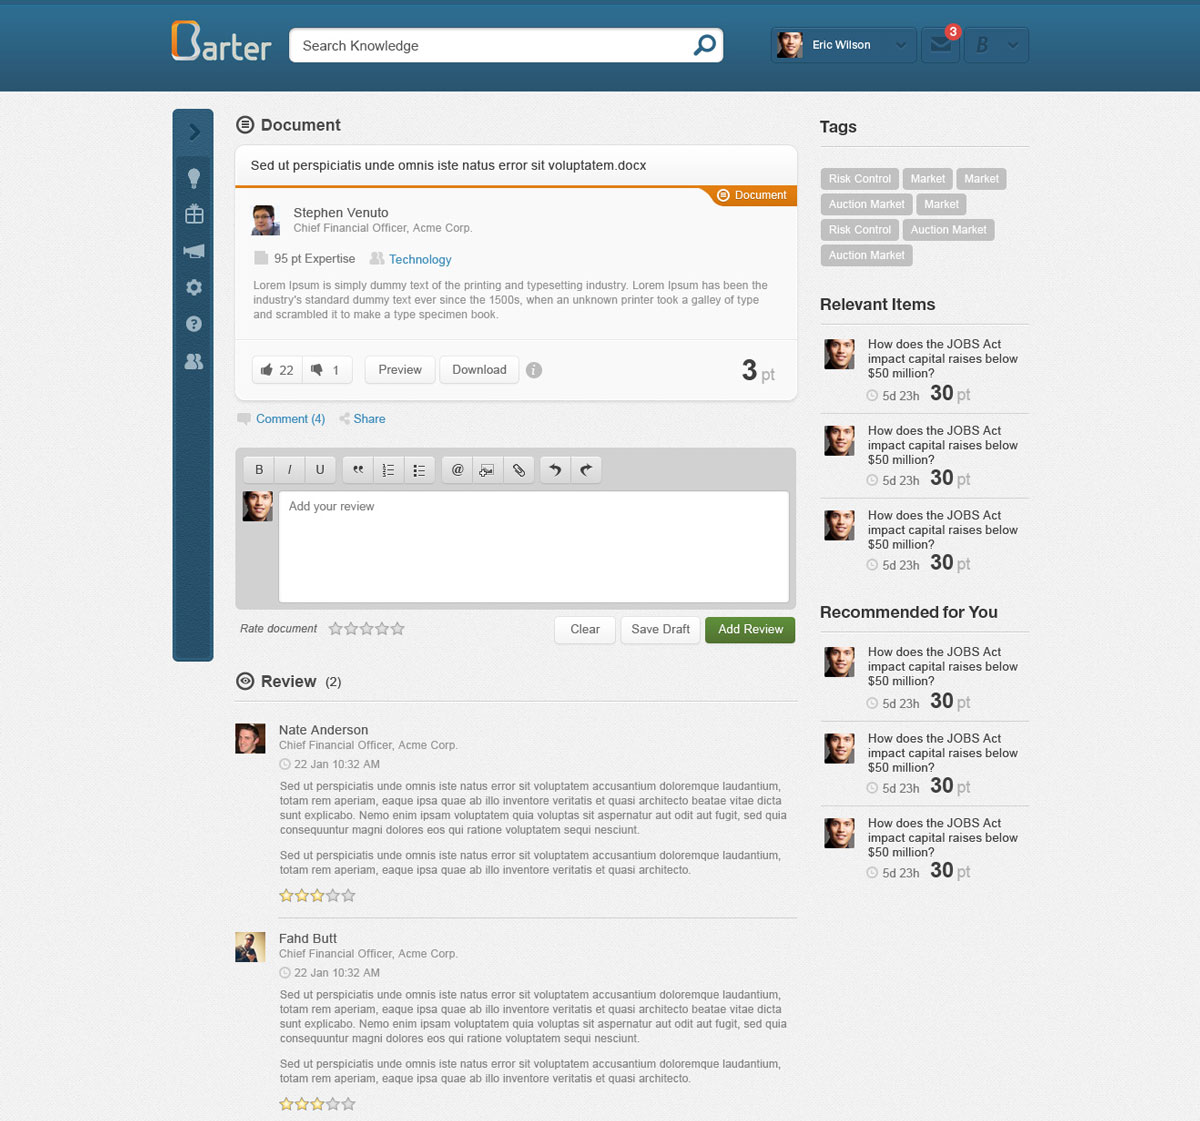 Barter
Search Knowledge
Eric Wilson
3
B
Document
Sed ut perspiciatis unde omnis iste natus error sit voluptatem.docx
Document
Stephen Venuto
Chief Financial Officer, Acme Corp.
95 pt Expertise
Technology
Lorem Ipsum is simply dummy text of the printing and typesetting industry. Lorem Ipsum has been the
industry's standard dummy text ever since the 1500s, when an unknown printer took a galley of type
and scrambled it to make a type specimen book.
22
1
Preview
Download
3 pt
Comment (4)
Share
B I U
@
Add your review
Rate document
Clear
Save Draft
Add Review
Review (2)
Nate Anderson
Chief Financial Officer, Acme Corp.
22 Jan 10:32 AM
Sed ut perspiciatis unde omnis iste natus error sit voluptatem accusantium doloremque laudantium,
totam rem aperiam, eaque ipsa quae ab illo inventore veritatis et quasi architecto beatae vitae dicta
sunt explicabo. Nemo enim ipsam voluptatem quia voluptas sit aspernatur aut odit aut fugit, sed quia
consequuntur magni dolores eos qui ratione voluptatem sequi nesciunt.
Sed ut perspiciatis unde omnis iste natus error sit voluptatem accusantium doloremque laudantium,
totam rem aperiam, eaque ipsa quae ab illo inventore veritatis et quasi architecto.
Fahd Butt
Chief Financial Officer, Acme Corp.
22 Jan 10:32 AM
Sed ut perspiciatis unde omnis iste natus error sit voluptatem accusantium doloremque laudantium,
totam rem aperiam, eaque ipsa quae ab illo inventore veritatis et quasi architecto beatae vitae dicta
sunt explicabo. Nemo enim ipsam voluptatem quia voluptas sit aspernatur aut odit aut fugit, sed quia
consequuntur magni dolores eos qui ratione voluptatem sequi nesciunt.
Sed ut perspiciatis unde omnis iste natus error sit voluptatem accusantium doloremque laudantium,
totam rem aperiam, eaque ipsa quae ab illo inventore veritatis et quasi architecto.
Tags
Risk Control Market Market
Auction Market Market
Risk Control Auction Market
Auction Market
Relevant Items
How does the JOBS Act
impact capital raises below
$50 million?
5d 23h 30 pt
How does the JOBS Act
impact capital raises below
$50 million?
5d 23h 30 pt
How does the JOBS Act
impact capital raises below
$50 million?
5d 23h 30 pt
Recommended for You
How does the JOBS Act
impact capital raises below
$50 million?
5d 23h 30 pt
How does the JOBS Act
impact capital raises below
$50 million?
5d 23h 30 pt
How does the JOBS Act
impact capital raises below
$50 million?
5d 23h 30 pt